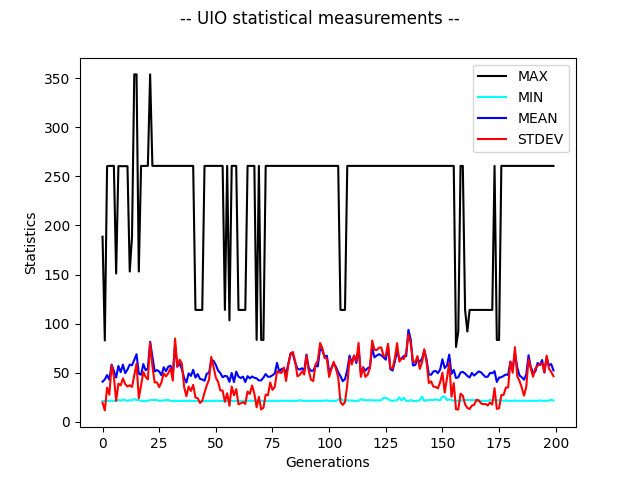 -- UIO statistical measurements --
350
300
250
200
150
100
50
0
Statistics
MAX
MIN
MEAN
STDEV
0 25 50 75 100 125 150 175 200
Generations